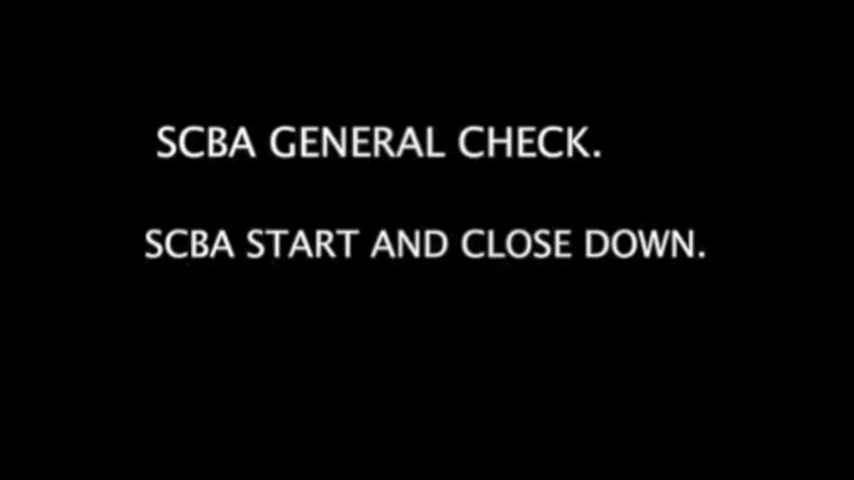 SCBA GENERAL CHECK.
SCBA START AND CLOSE DOWN.